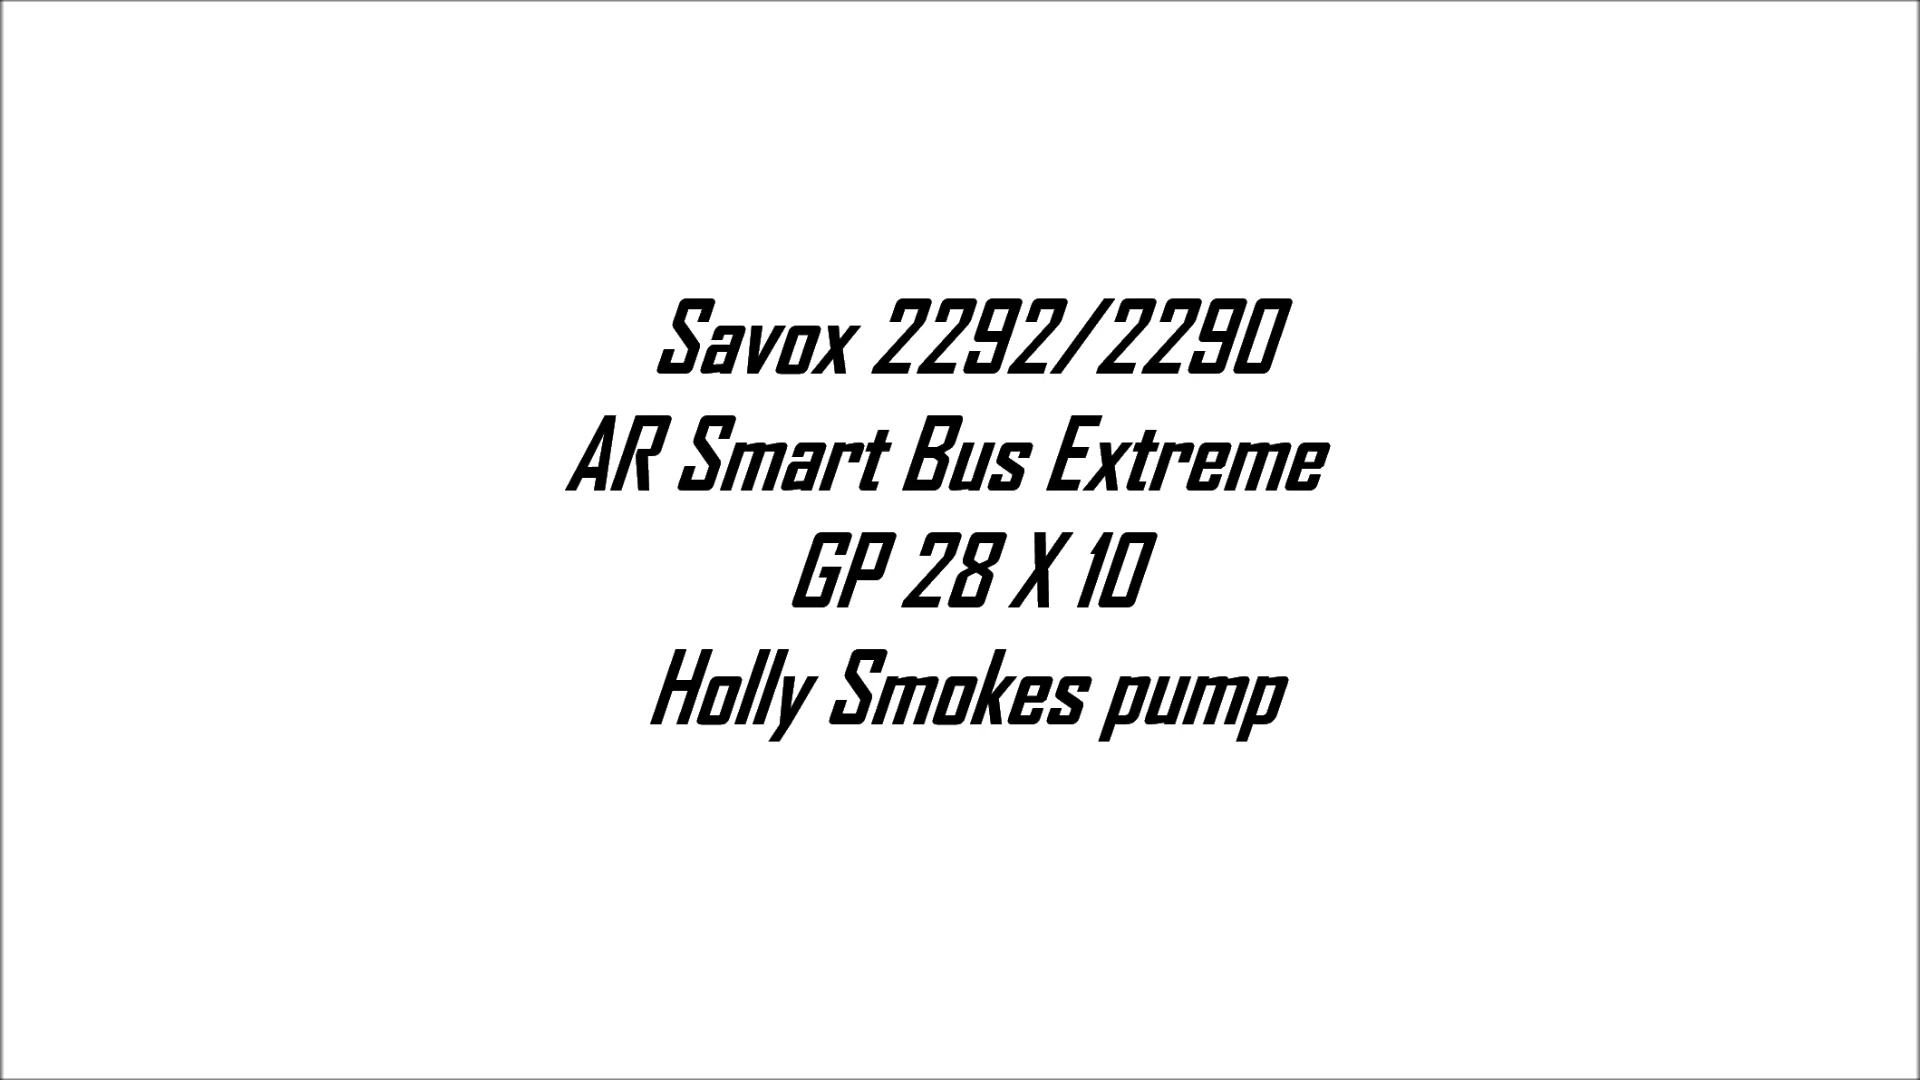 Savox 2292/2290
AR Smart Bus Extreme
GP 28 X 10
Holly Smokes pump